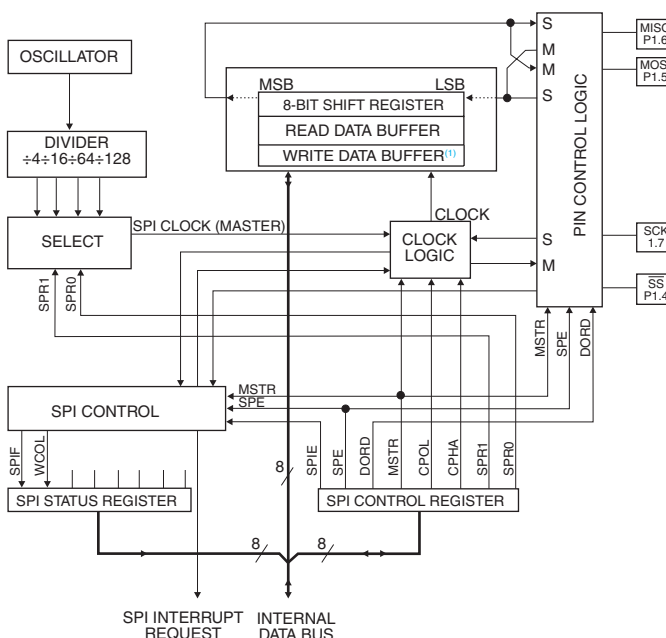 OSCILLATOR
DIVIDER
÷4÷16÷64÷128
SELECT
SPI CLOCK (MASTER)
SPR1
SPR0
MSB
LSB
8-BIT SHIFT REGISTER
READ DATA BUFFER
WRITE DATA BUFFER(1)
CLOCK
CLOCK
LOGIC
S
M
M
S
S
M
PIN CONTROL LOGIC
MISO
P1.6
MOSI
P1.5
SCK
1.7
SS
P1.4
MSTR
SPE
DORD
SPI CONTROL
MSTR
SPE
SPIF
WCOL
SPI STATUS REGISTER
SPIE
SPE
DORD
MSTR
CPOL
CPHA
SPR1
SPR0
SPI CONTROL REGISTER
8
8
8
SPI INTERRUPT
REQUEST
INTERNAL
DATA BUS